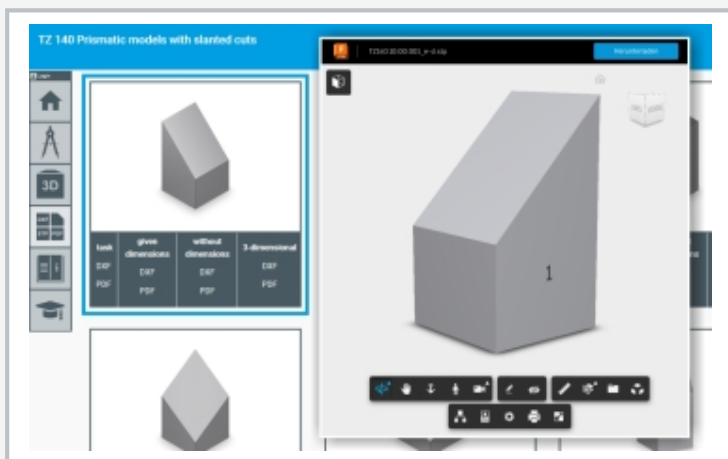 TZ 140 Prismatic models with slanted cuts
Herunterladen
3D
task
given dimensions
without dimensions
3-dimensional
DXF
DXF
DXF
DXF
PDF
PDF
PDF
PDF
1